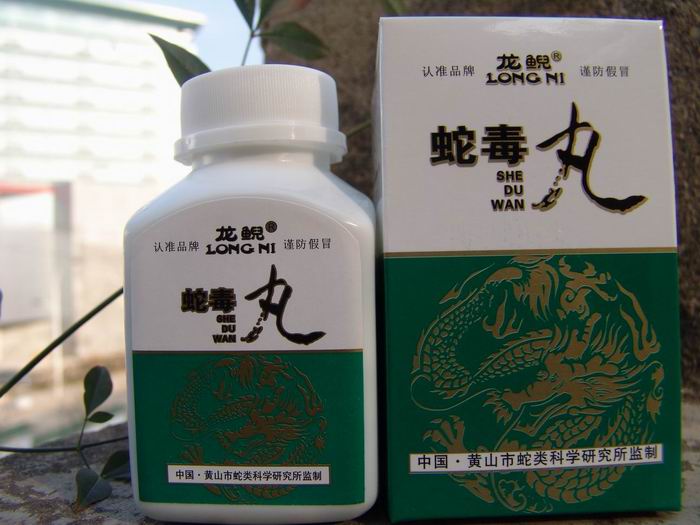 认准品牌 龙鲵® 谨防假冒
LONG NI
蛇毒丸
SHE
DU
WAN
中国·黄山市蛇类科学研究所监制
认准品牌 龙鲵® 谨防假冒
LONG NI
蛇毒丸
SHE
DU
WAN
中国·黄山市蛇类科学研究所监制